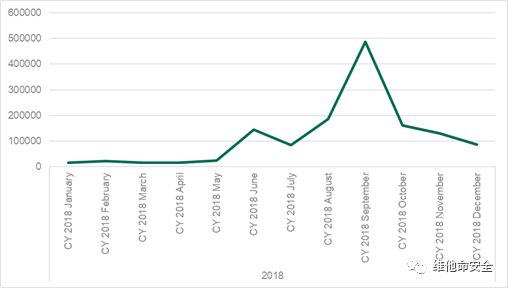 600000
500000
400000
300000
200000
100000
0
CY 2018 January
CY 2018 February
CY 2018 March
CY 2018 April
CY 2018 May
CY 2018 June
CY 2018 July
CY 2018 August
CY 2018 September
CY 2018 October
CY 2018 November
CY 2018 December
2018
维他命安全